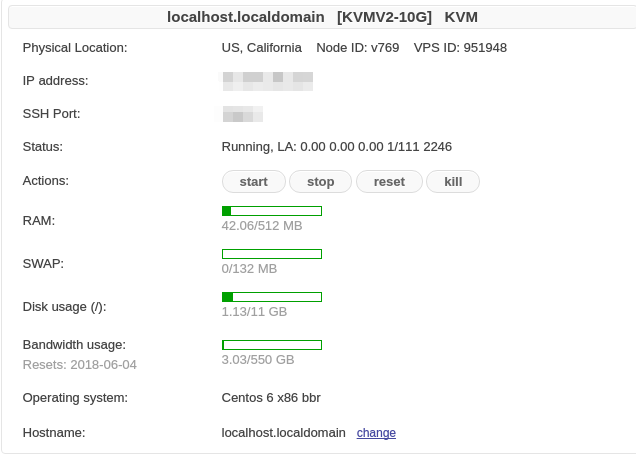 localhost.localdomain [KVMV2-10G] KVM
Physical Location: US, California Node ID: v769 VPS ID: 951948
IP address:
SSH Port:
Status: Running, LA: 0.00 0.00 0.00 1/111 2246
Actions: start stop reset kill
RAM: 42.06/512 MB
SWAP: 0/132 MB
Disk usage (/): 1.13/11 GB
Bandwidth usage:
Resets: 2018-06-04 3.03/550 GB
Operating system: Centos 6 x86 bbr
Hostname: localhost.localdomain change